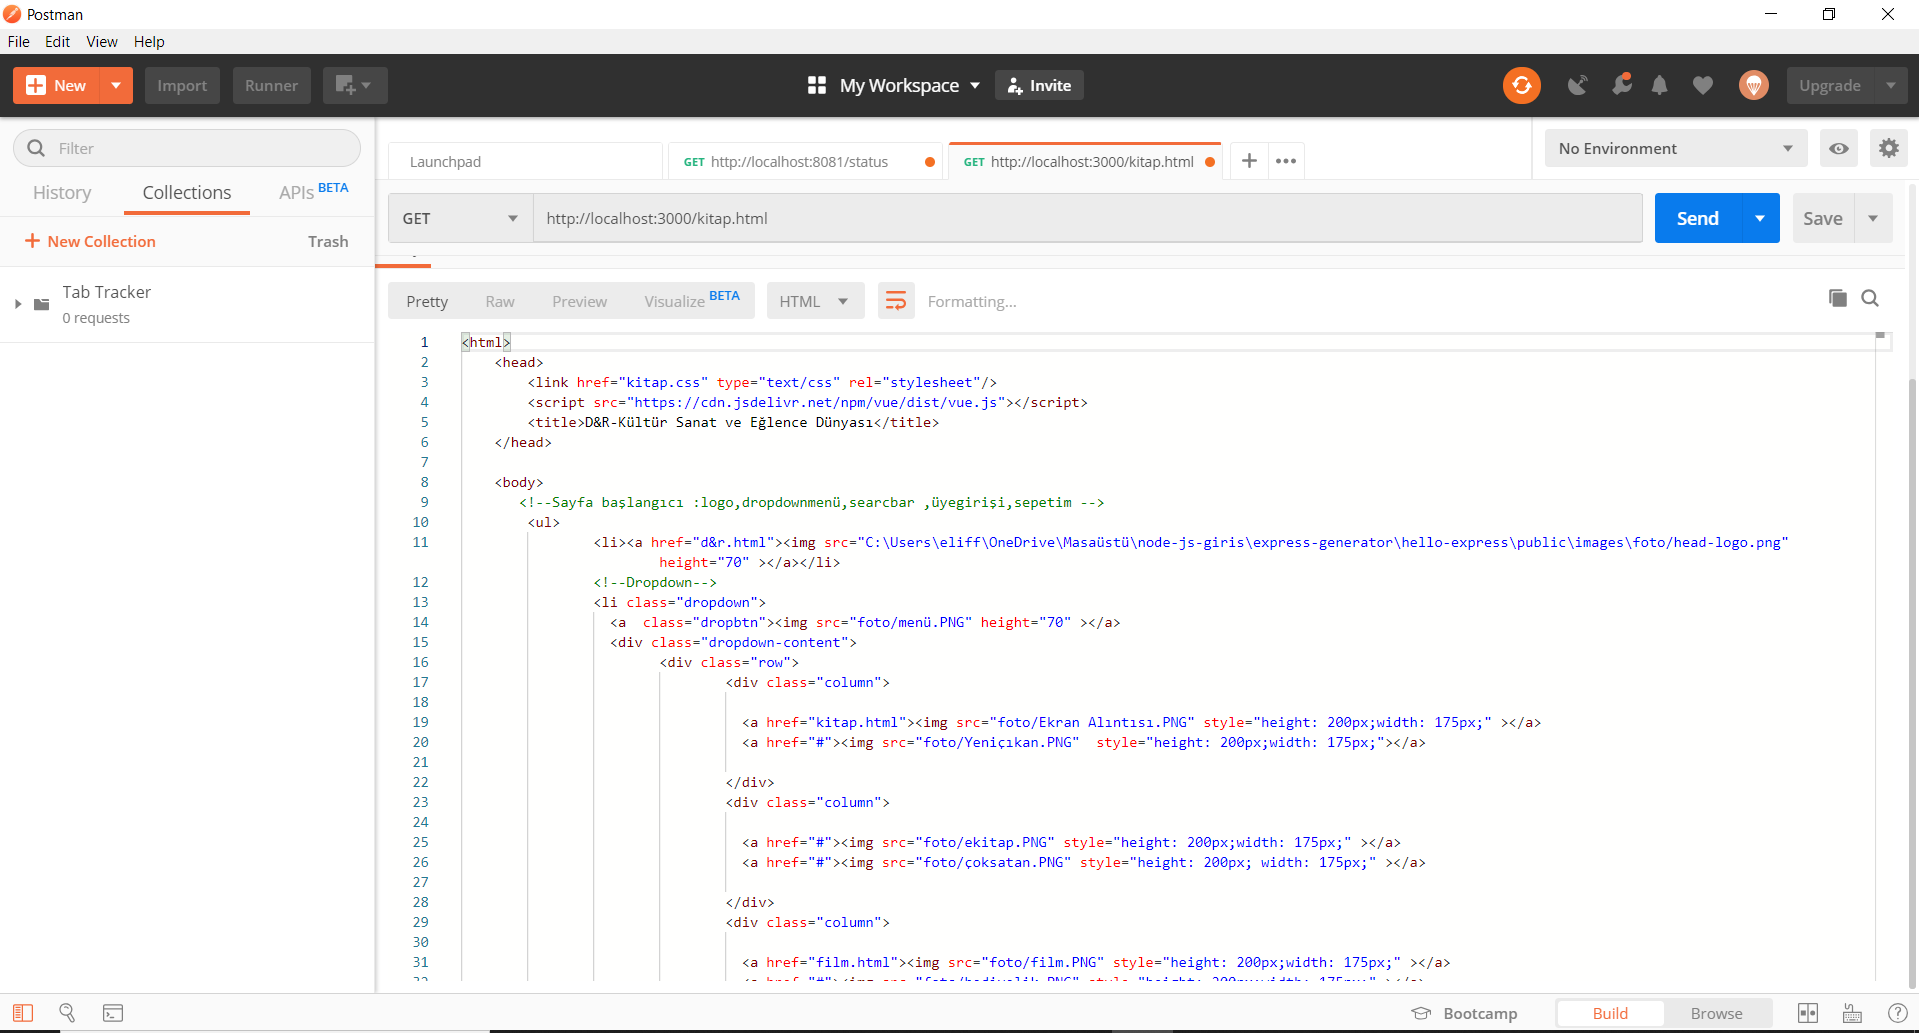 Postman
File Edit View Help
New Import Runner My Workspace Invite Upgrade
Filter
History Collections APIs BETA
New Collection Trash
Tab Tracker
0 requests
Launchpad GET http://localhost:8081/status GET http://localhost:3000/kitap.html No Environment
GET http://localhost:3000/kitap.html Send Save
Pretty Raw Preview Visualize BETA HTML Formatting...
1 <html>
2 <head>
3 <link href="kitap.css" type="text/css" rel="stylesheet"/>
4 <script src="https://cdn.jsdelivr.net/npm/vue/dist/vue.js"></script>
5 <title>D&R-Kültür Sanat ve Eğlence Dünyası</title>
6 </head>
7
8 <body>
9 <!--Sayfa başlangıcı :logo,dropdownmenü,searcbar ,üyegirişi,sepetim -->
10 <ul>
11 <li><a href="d&r.html"><img src="C:\Users\eliff\OneDrive\Masaüstü\node-js-giris\express-generator\hello-express\public\images\foto/head-logo.png"
height="70" ></a></li>
12 <!--Dropdown-->
13 <li class="dropdown">
14 <a  class="dropbtn"><img src="foto/menü.PNG" height="70" ></a>
15 <div class="dropdown-content">
16 <div class="row">
17 <div class="column">
18
19 <a href="kitap.html"><img src="foto/Ekran Alıntısı.PNG" style="height: 200px;width: 175px;" ></a>
20 <a href="#"><img src="foto/Yeniçıkan.PNG"  style="height: 200px;width: 175px;"></a>
21
22 </div>
23 <div class="column">
24
25 <a href="#"><img src="foto/ekitap.PNG" style="height: 200px;width: 175px;" ></a>
26 <a href="#"><img src="foto/çoksatan.PNG" style="height: 200px; width: 175px;" ></a>
27
28 </div>
29 <div class="column">
30
31 <a href="film.html"><img src="foto/film.PNG" style="height: 200px;width: 175px;" ></a>
Bootcamp Build Browse